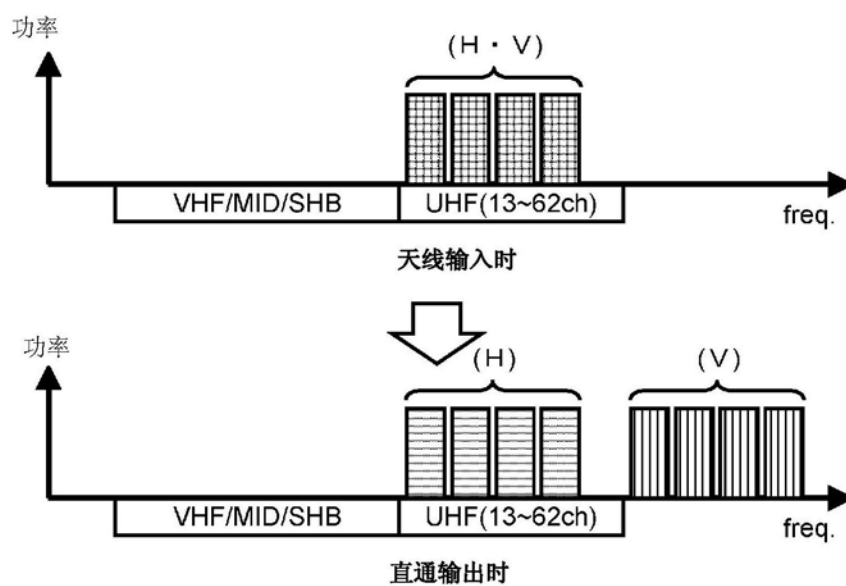 功率
(H・V)
VHF/MID/SHB
UHF(13~62ch)
freq.
天线输入时
功率
(H)
(V)
VHF/MID/SHB
UHF(13~62ch)
freq.
直通输出时